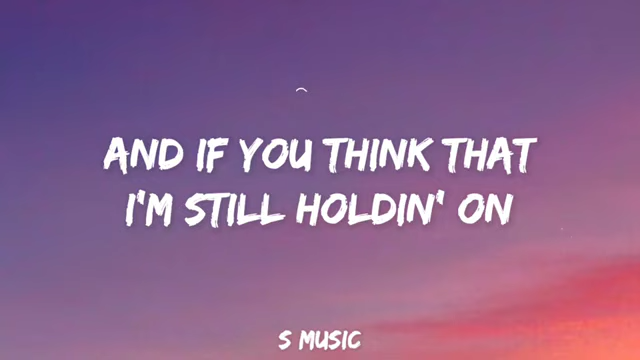 AND IF YOU THINK THAT
I'M STILL HOLDIN' ON
S MUSIC